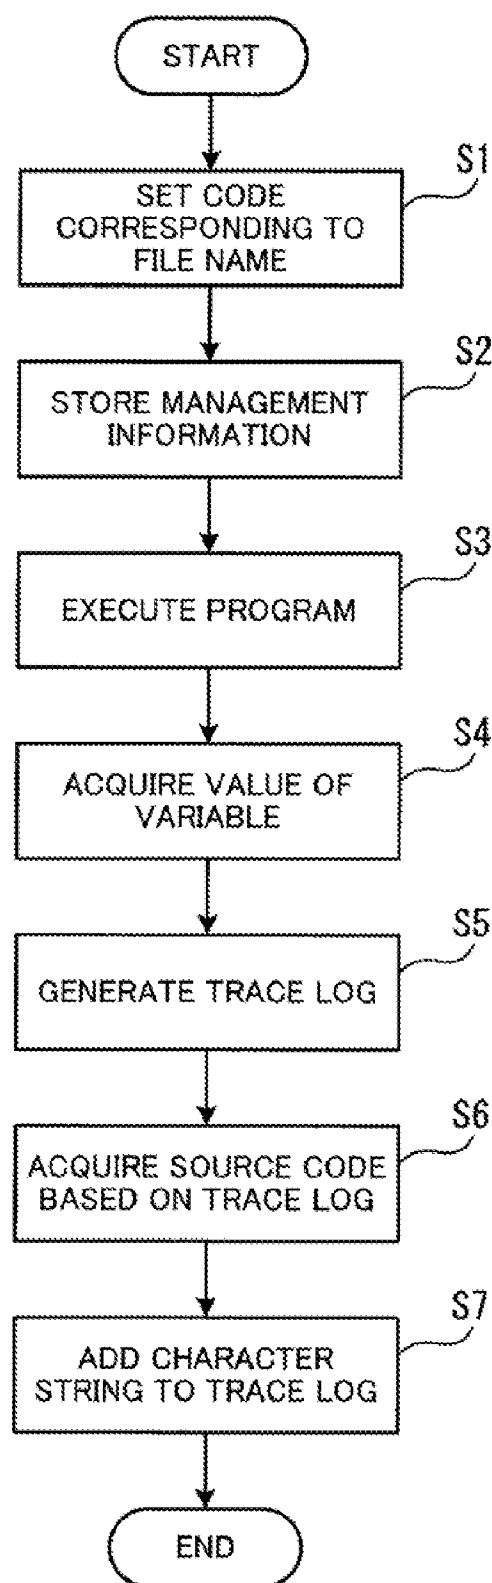 START
S1
SET CODE
CORRESPONDING TO
FILE NAME
S2
STORE MANAGEMENT
INFORMATION
S3
EXECUTE PROGRAM
S4
ACQUIRE VALUE OF
VARIABLE
S5
GENERATE TRACE LOG
S6
ACQUIRE SOURCE CODE
BASED ON TRACE LOG
S7
ADD CHARACTER
STRING TO TRACE LOG
END